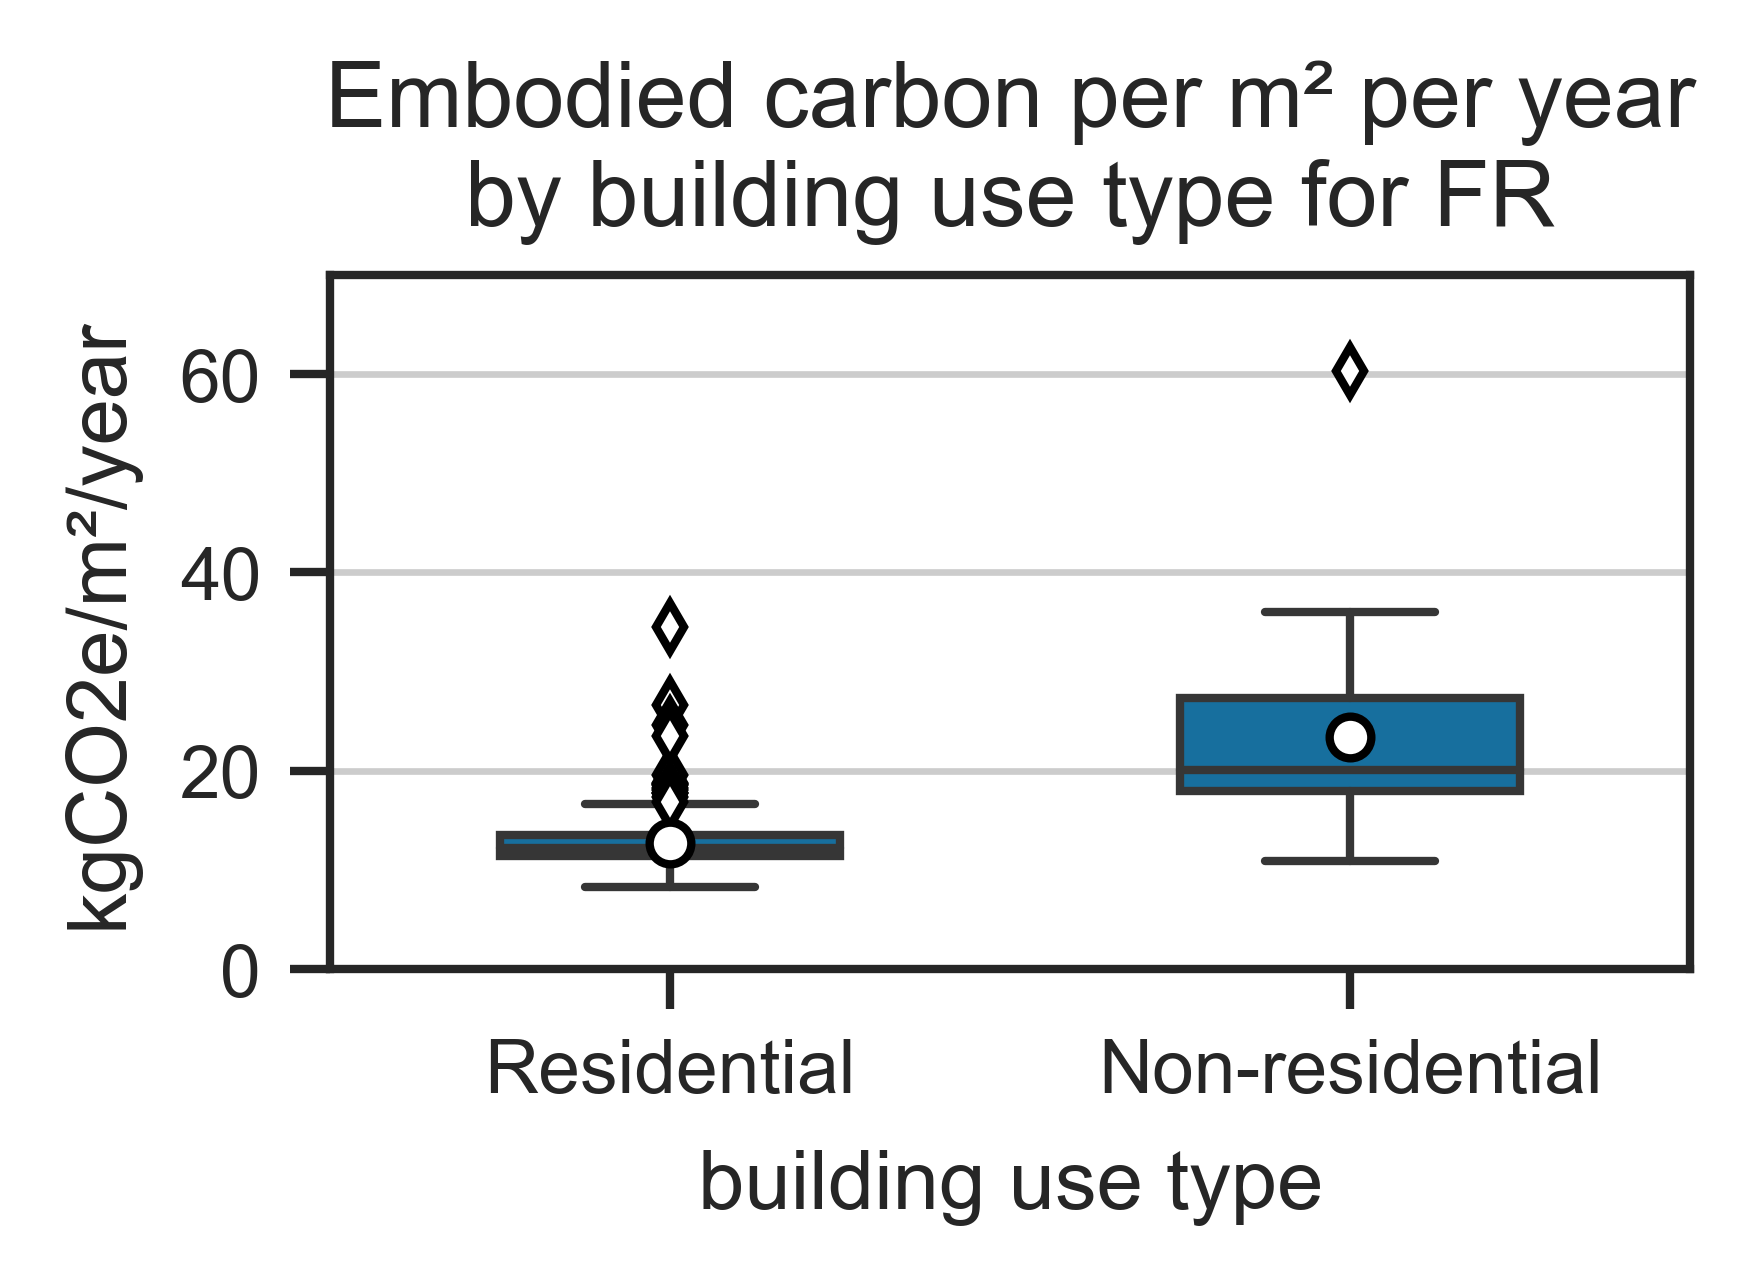 Embodied carbon per m² per year
by building use type for FR
kgCO2e/m²/year
60
40
20
0
Residential
Non-residential
building use type